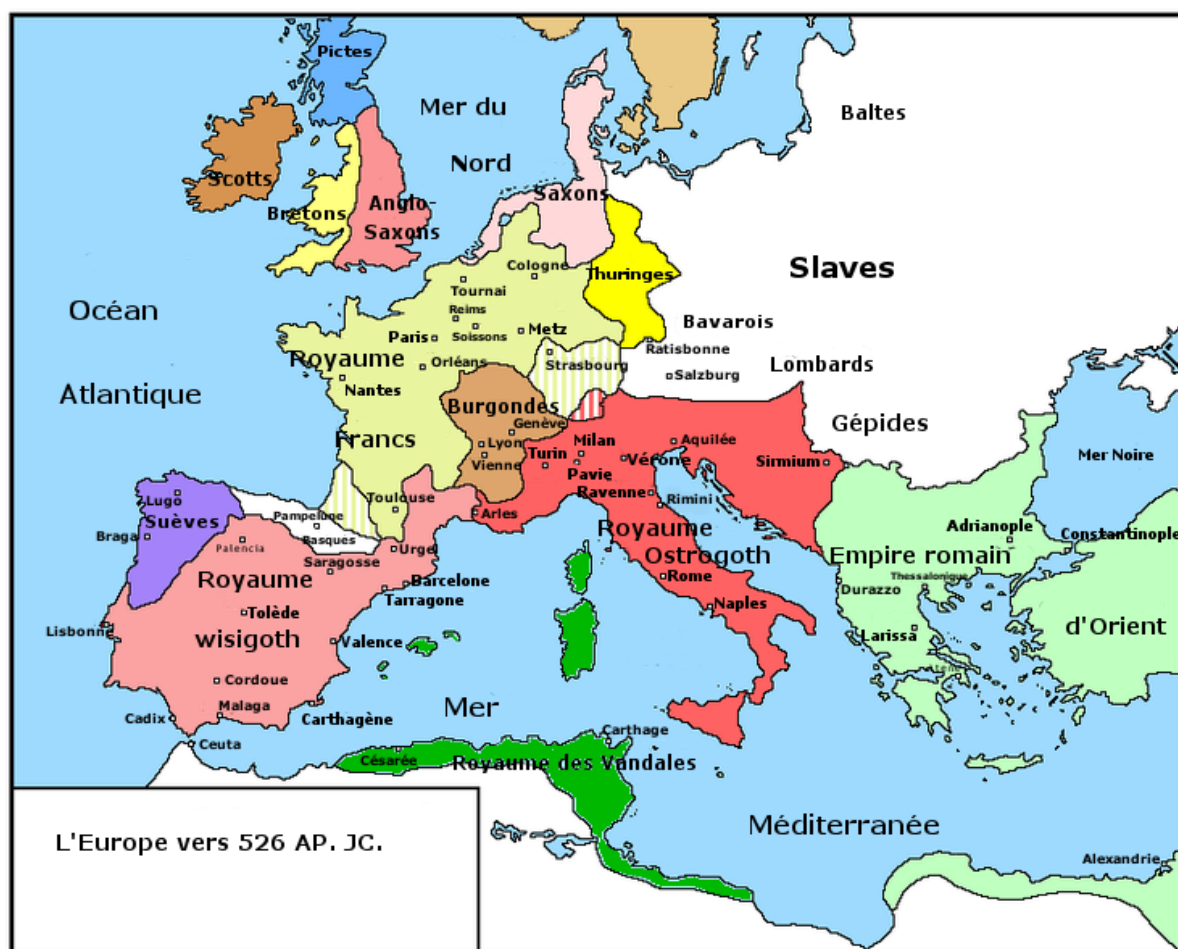 Pictes
Mer du
Nord
Baltes
Scotts
Bretons
Anglo-
Saxons
Saxons
Cologne
Thuringes
Slaves
Tournai
Océan
Reims
Soissons
Metz
Bavarois
Paris
Royaume
Orléans
Strasbourg
Ratisbonne
Lombards
Salzburg
Atlantique
Nantes
Burgondes
Genève
Gépides
Francs
Lyon
Vienne
Milan
Turin
Pavie
Vérone
Aquilée
Sirmium
Mer Noire
Lugo
Suèves
Toulouse
Ravenne
Rimini
Arles
Pampelune
Basques
Braga
Palencia
Urgel
Saragosse
Royaume
Ostrogoth
Adrianople
Constantinople
Empire romain
Thessalonique
Durazzo
Royaume
wisigoth
Barcelone
Tarragone
Rome
Naples
Tolède
Lisbonne
Valence
Larissa
d'Orient
Cordoue
Malaga
Cadix
Carthagène
Mer
Ceuta
Carthage
Césarée
Royaume des Vandales
Méditerranée
Alexandrie
L'Europe vers 526 AP. JC.